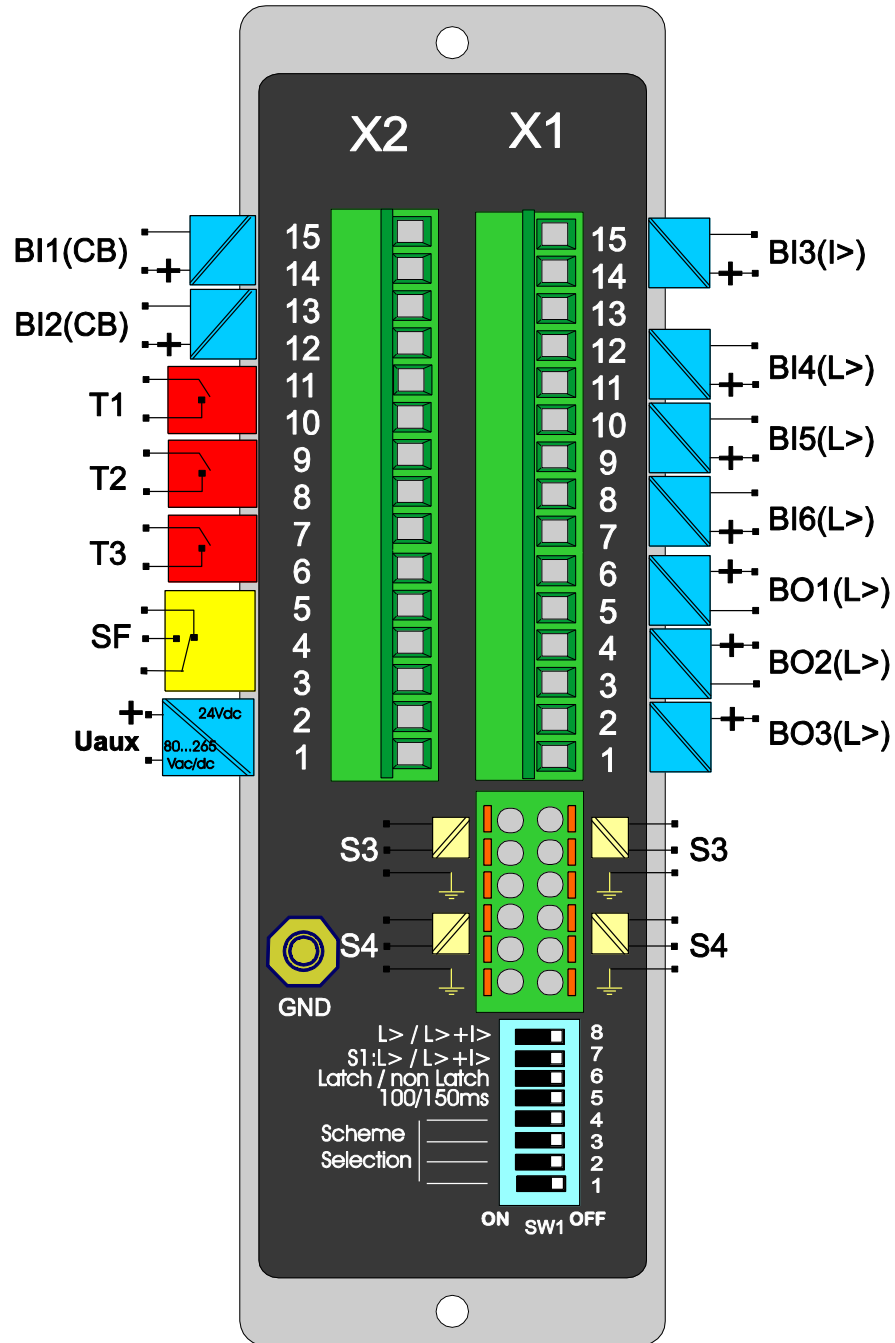 X2 X1
BI1(CB)
+
BI2(CB)
+
T1
T2
T3
SF
+
Uaux
24Vdc
80...265
Vac/dc
15
14
13
12
11
10
9
8
7
6
5
4
3
2
1
15
14
13
12
11
10
9
8
7
6
5
4
3
2
1
BI3(I>)
+
BI4(L>)
+
BI5(L>)
+
BI6(L>)
+
+
BO1(L>)
+
BO2(L>)
+
BO3(L>)
S3 S3
S4 S4
GND
L> / L>+I> 8
S1:L> / L>+I> 7
Latch / non Latch 6
100/150ms 5
4
Scheme 3
Selection 2
1
ON SW1 OFF